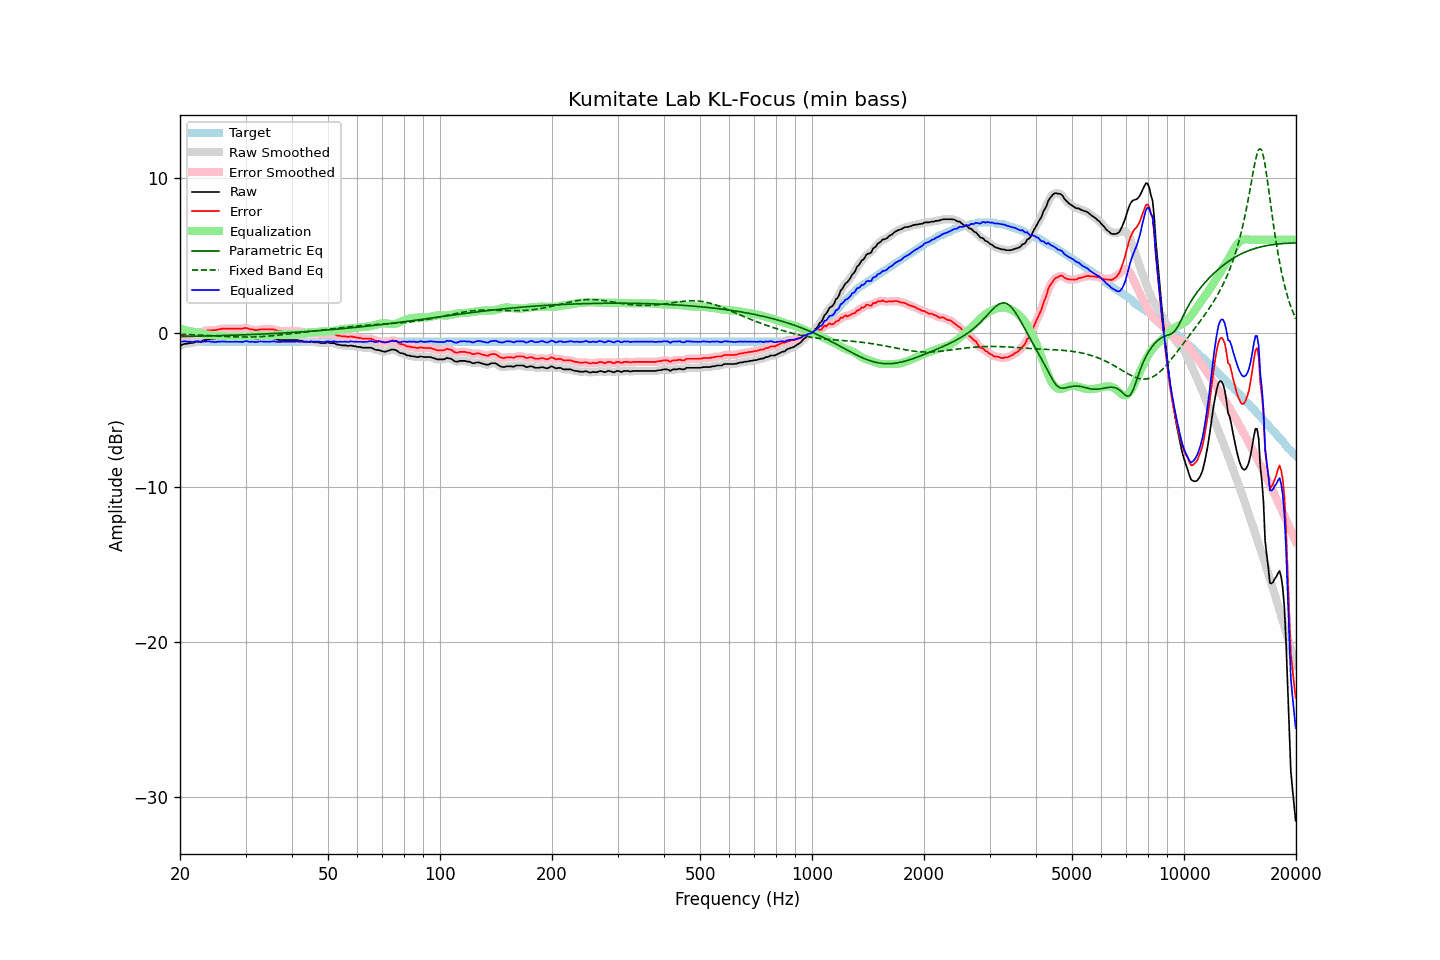 Kumitate Lab KL-Focus (min bass)
Target
Raw Smoothed
Error Smoothed
Raw
Error
Equalization
Parametric Eq
Fixed Band Eq
Equalized
10
0
−10
−20
−30
Amplitude (dBr)
20 50 100 200 500 1000 2000 5000 10000 20000
Frequency (Hz)